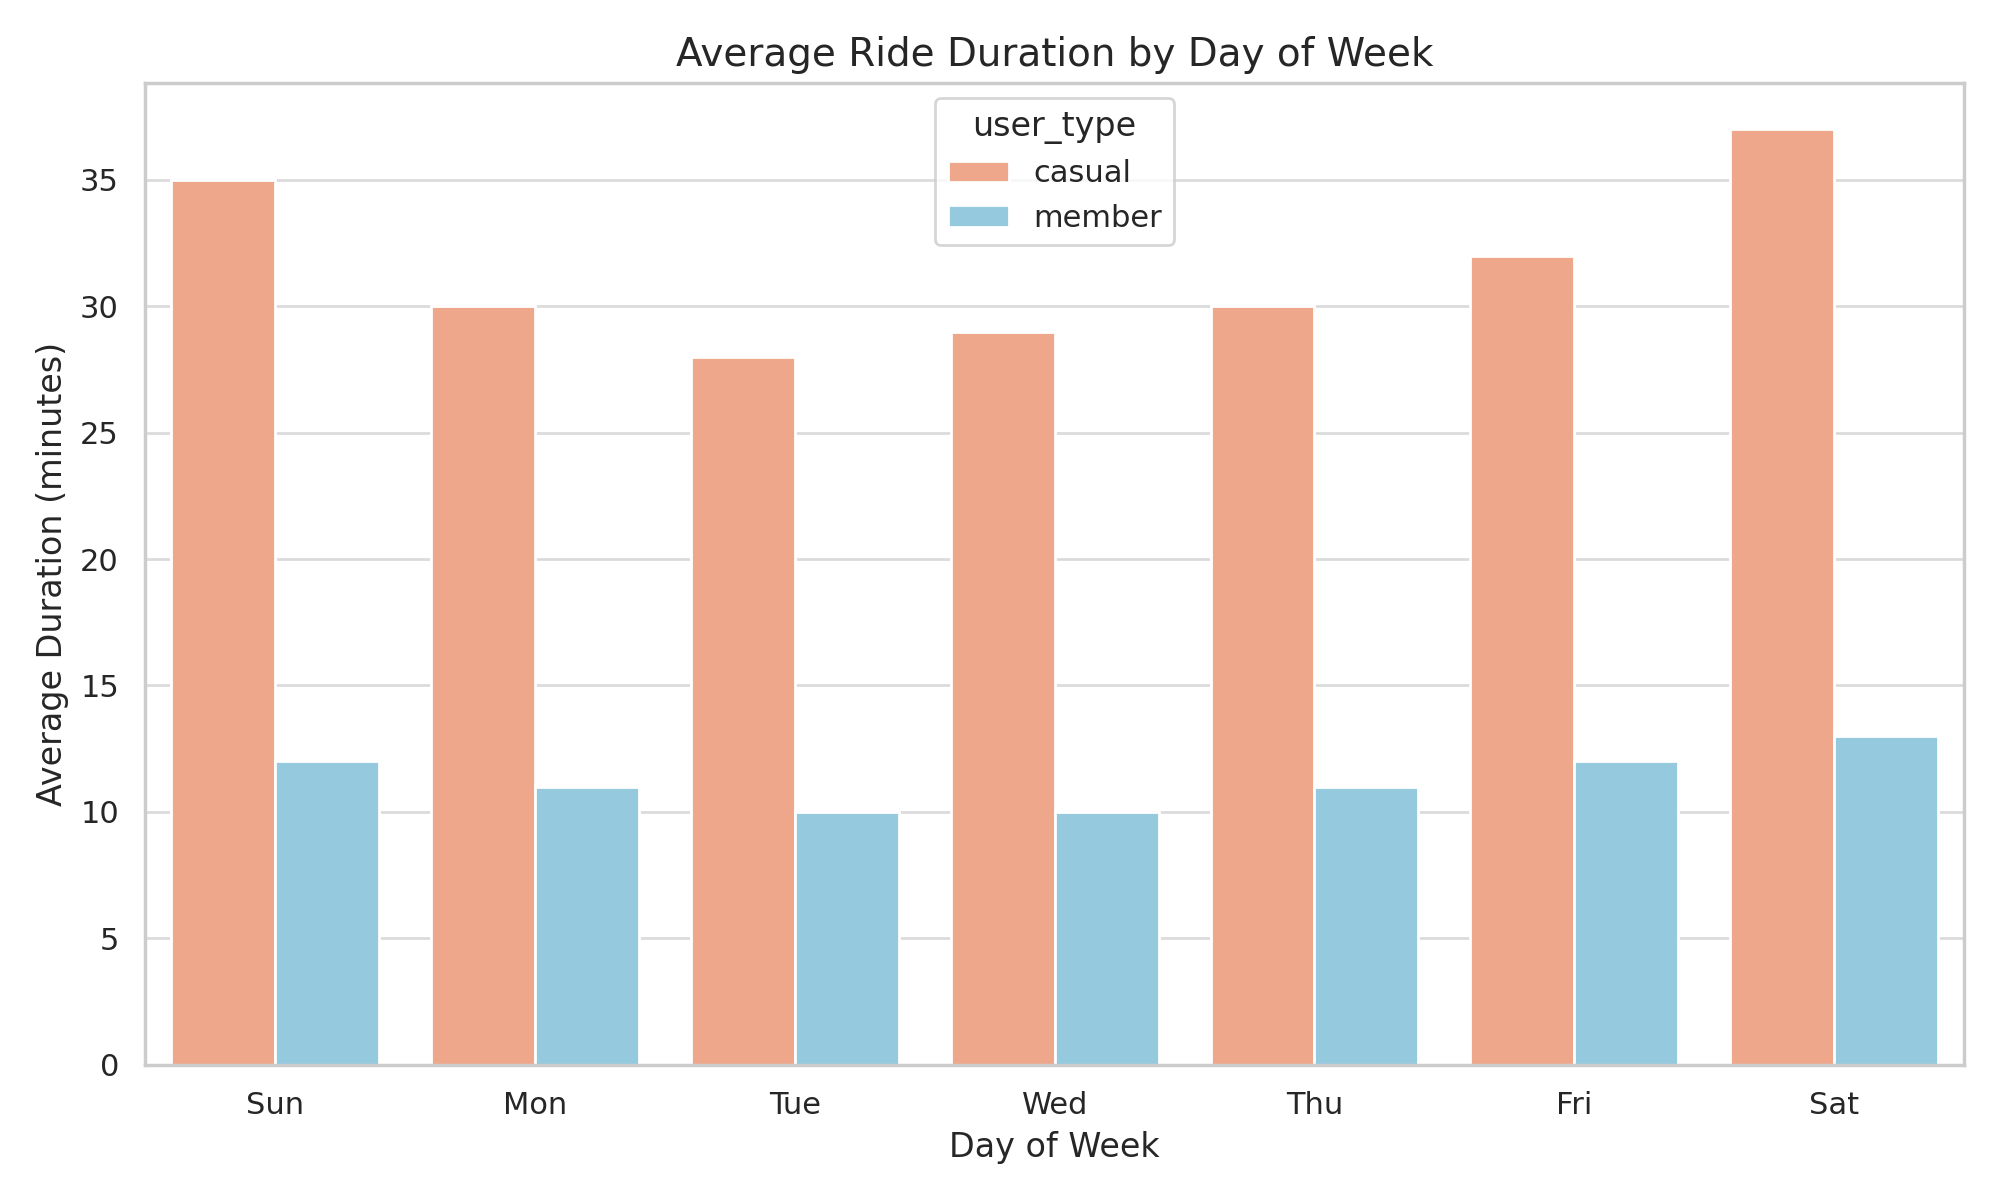 Average Ride Duration by Day of Week
user_type
casual
member
Average Duration (minutes)
35
30
25
20
15
10
5
0
Sun Mon Tue Wed Thu Fri Sat
Day of Week